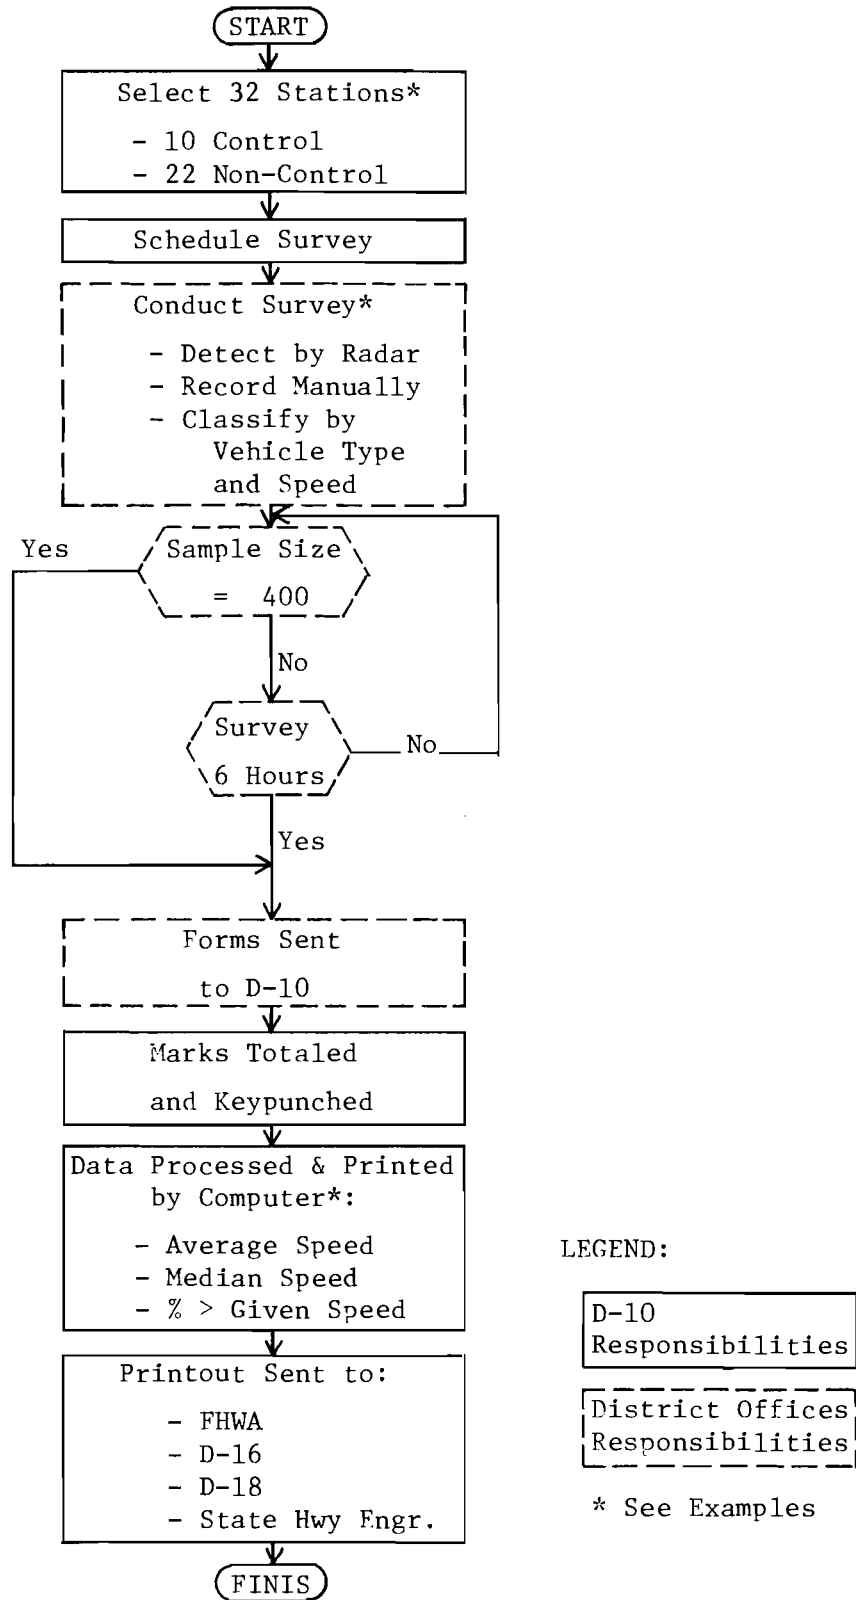 START
Select 32 Stations*
- 10 Control
- 22 Non-Control
Schedule Survey
Conduct Survey*
- Detect by Radar
- Record Manually
- Classify by
Vehicle Type
and Speed
Yes
Sample Size
= 400
No
Survey
6 Hours
No
Yes
Forms Sent
to D-10
Marks Totaled
and Keypunched
Data Processed & Printed
by Computer*:
- Average Speed
- Median Speed
- % > Given Speed
Printout Sent to:
- FHWA
- D-16
- D-18
- State Hwy Engr.
FINIS
LEGEND:
D-10
Responsibilities
District Offices
Responsibilities
* See Examples